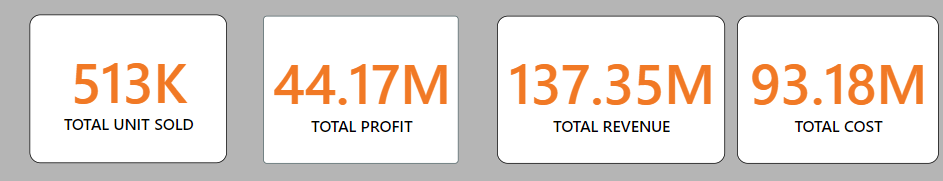 513K
TOTAL UNIT SOLD
44.17M
TOTAL PROFIT
137.35M
TOTAL REVENUE
93.18M
TOTAL COST